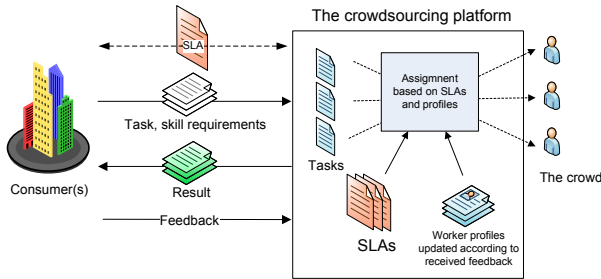 The crowdsourcing platform
SLA
Assigmnent
based on SLAs
and profiles
Task, skill requirements
Tasks
Consumer(s)
Result
The crowd
Feedback
SLAs
Worker profiles
updated according to
received feedback